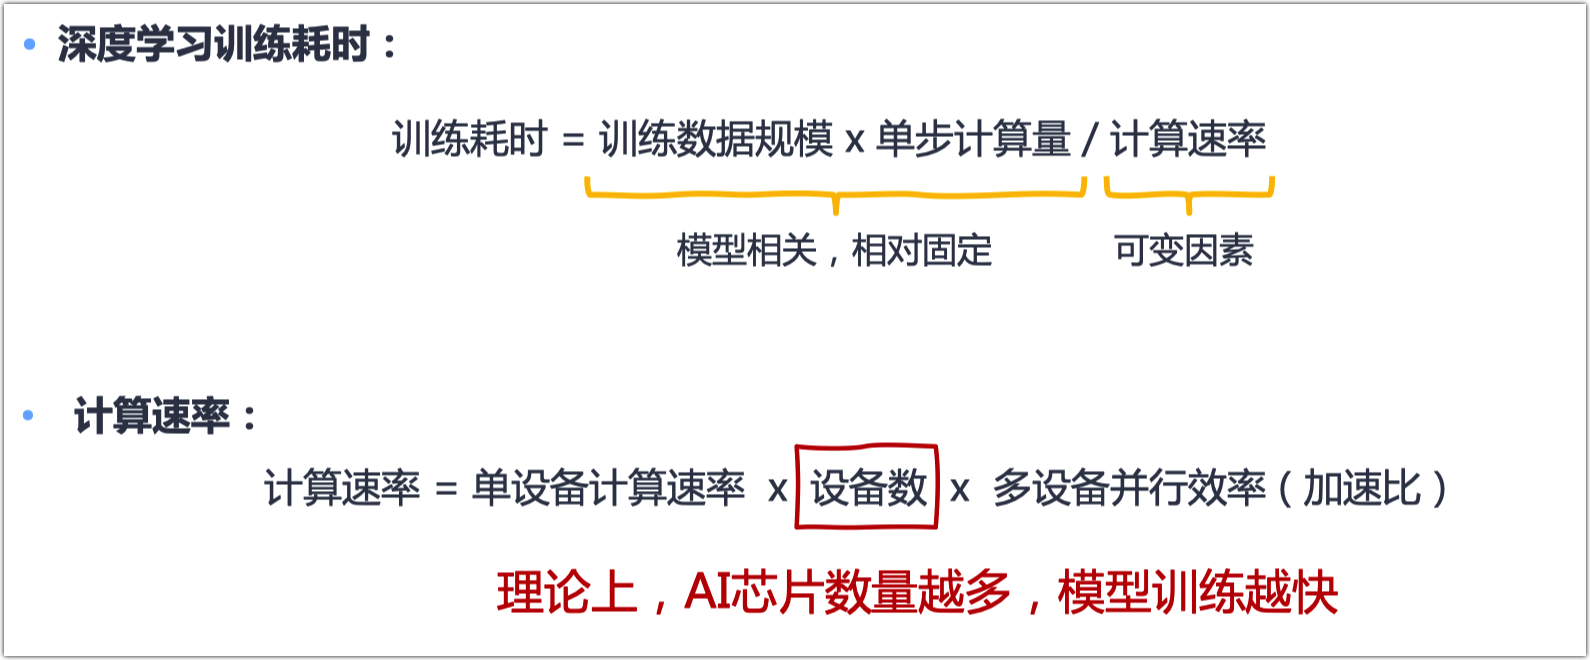 • 深度学习训练耗时：
训练耗时 = 训练数据规模 x 单步计算量 / 计算速率
模型相关，相对固定 可变因素
• 计算速率：
计算速率 = 单设备计算速率 x 设备数 x 多设备并行效率（加速比）
理论上，AI芯片数量越多，模型训练越快